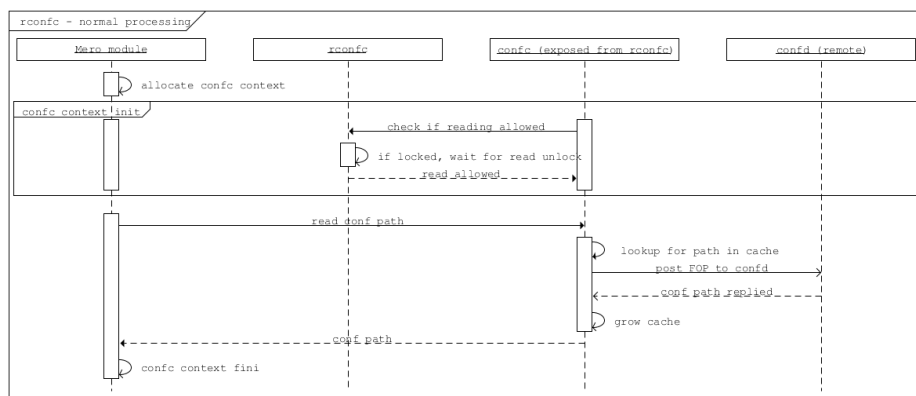 rconfc - normal processing
Mero module
rconfc
confc (exposed from rconfc)
confd (remote)
allocate confc context
confc context init
check if reading allowed
if locked, wait for read unlock
read allowed
read conf path
lookup for path in cache
post FOP to confd
conf path replied
grow cache
conf path
confc context fini